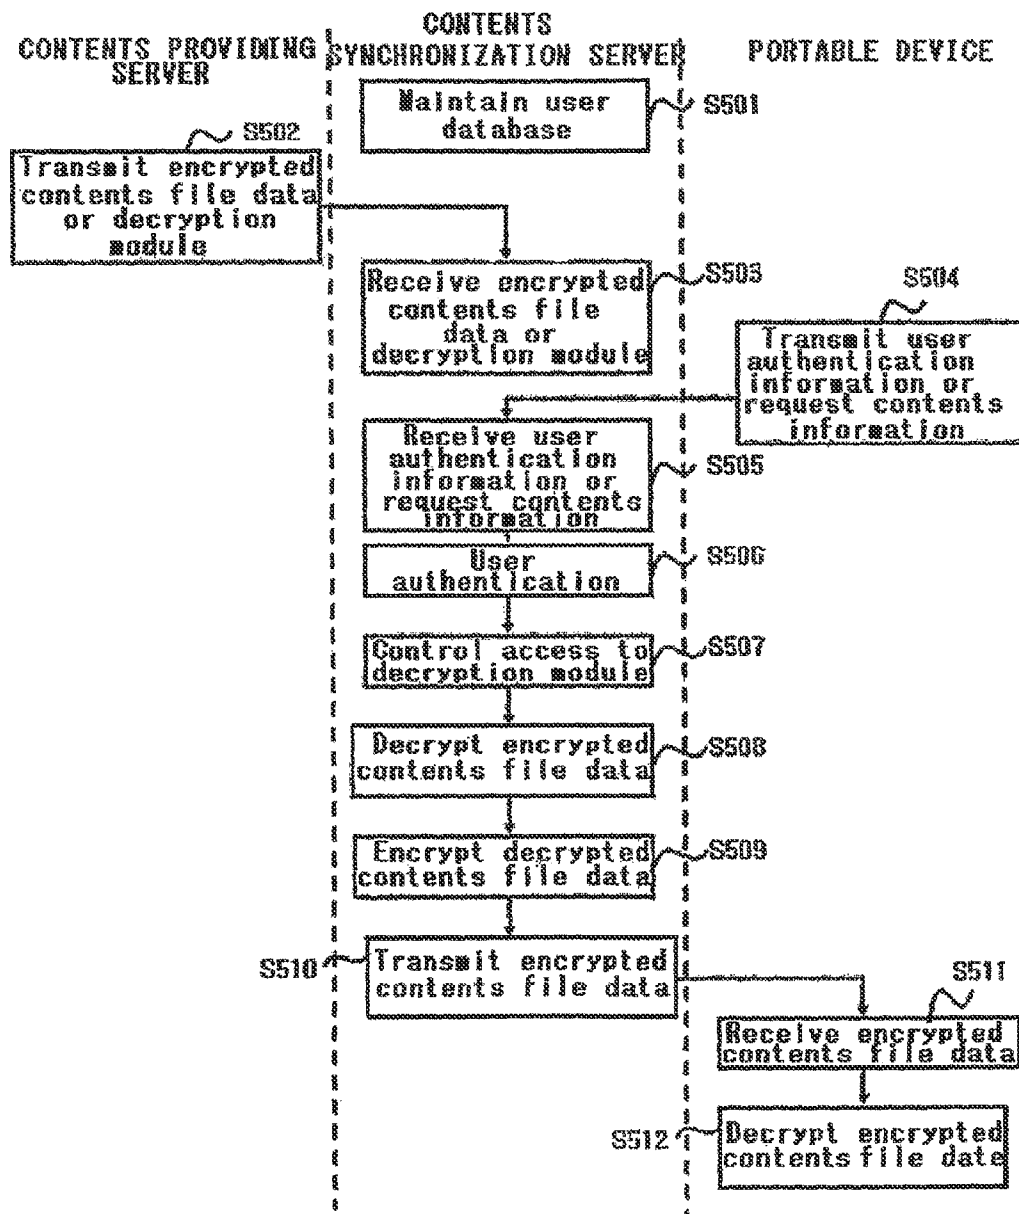 CONTENTS PROVIDING
SERVER
CONTENTS
SYNCHRONIZATION SERVER
PORTABLE DEVICE
Maintain user
database
S501
S502
Transmit encrypted
contents file data
or decryption
module
Receive encrypted
contents file
data or
decryption module
S503
S504
Transmit user
authentication
information or
request contents
information
Receive user
authentication
information or
request contents
information
S505
User
authentication
S506
Control access to
decryption module
S507
Decrypt encrypted
contents file data
S508
Encrypt decrypted
contents file data
S509
S510
Transmit encrypted
contents file data
S511
Receive encrypted
contents file data
S512
Decrypt encrypted
contents file date